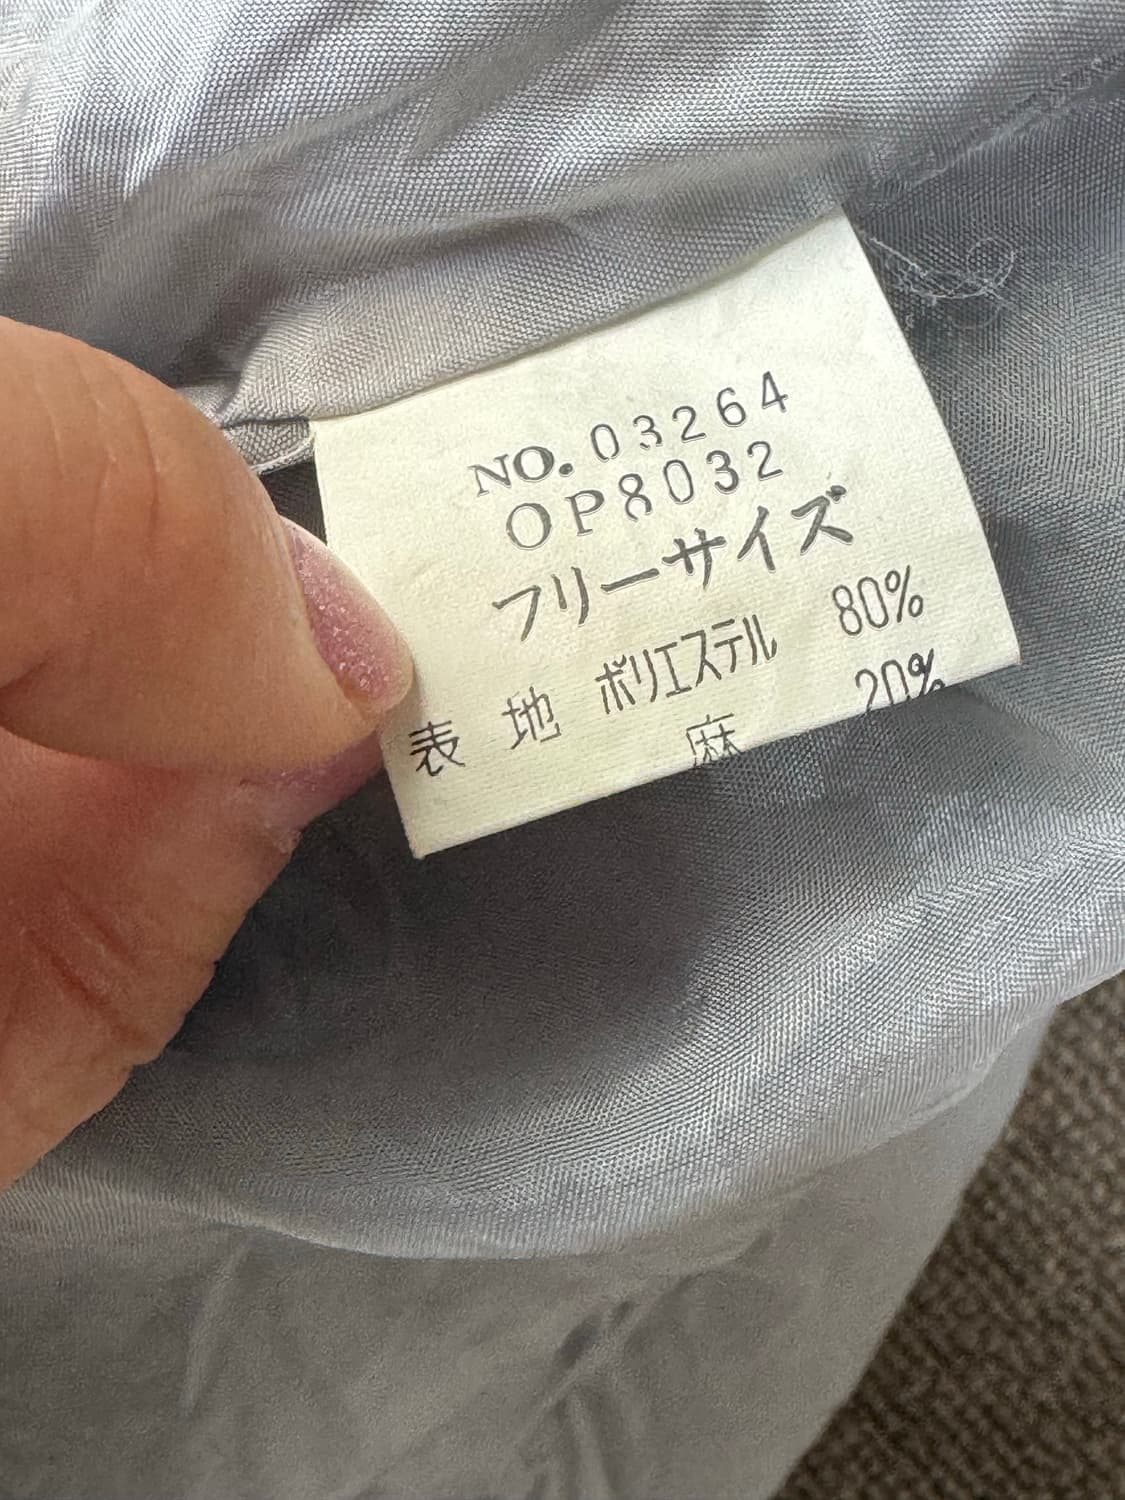 NO. 03264
OP8032
フリーサイズ
表 地 ポリエステル 80%
麻 20%